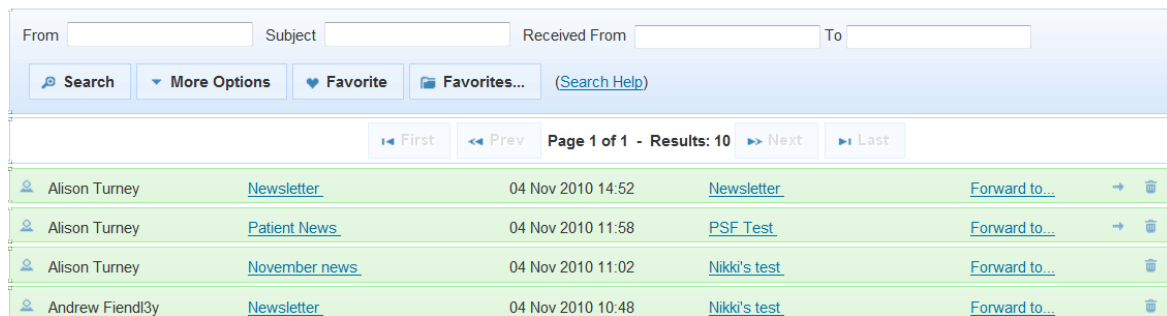 From Subject Received From To
Search More Options Favorite Favorites... (Search Help)
First Prev Page 1 of 1 - Results: 10 Next Last
Alison Turney Newsletter 04 Nov 2010 14:52 Newsletter Forward to...
Alison Turney Patient News 04 Nov 2010 11:58 PSF Test Forward to...
Alison Turney November news 04 Nov 2010 11:02 Nikki's test Forward to...
Andrew Fiendl3y Newsletter 04 Nov 2010 10:48 Nikki's test Forward to...